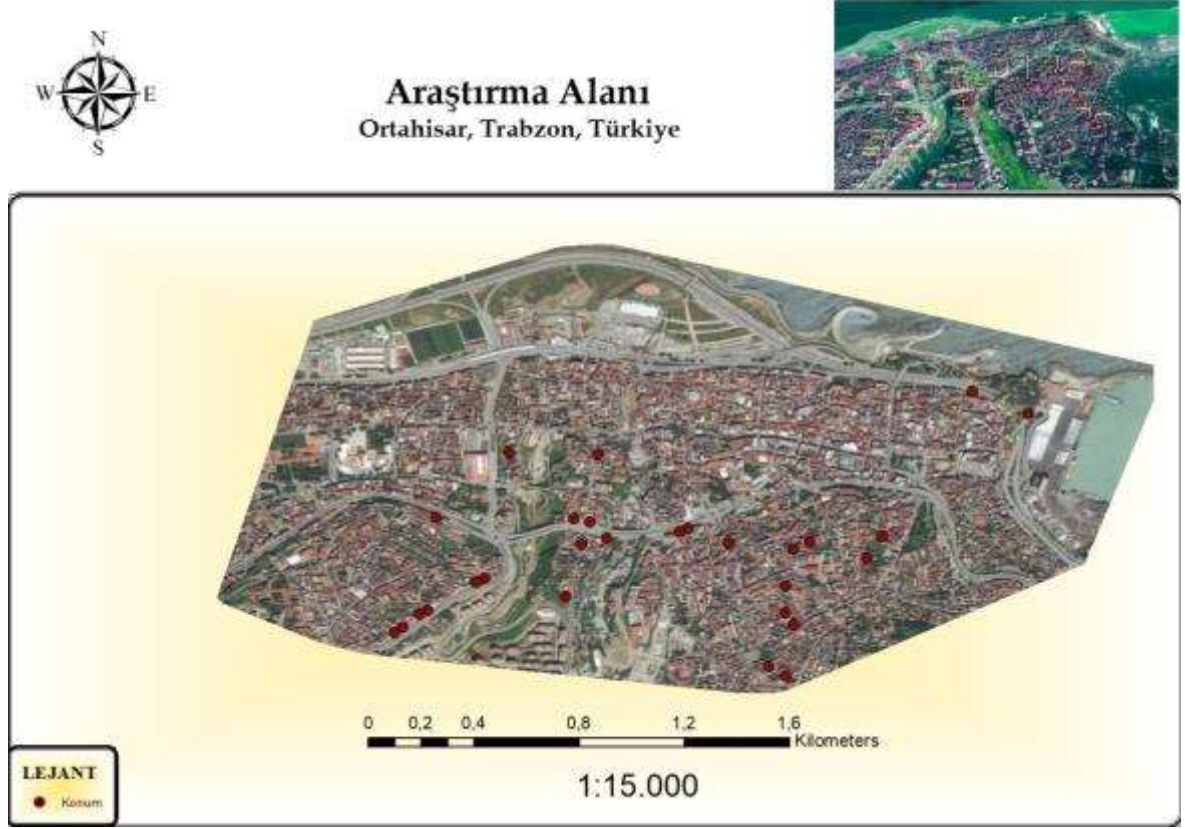 N
W E
S
Araştırma Alanı
Ortahisar, Trabzon, Türkiye
0 0,2 0,4 0,8 1,2 1,6
Kilometers
1:15.000
LEJANT
Konum